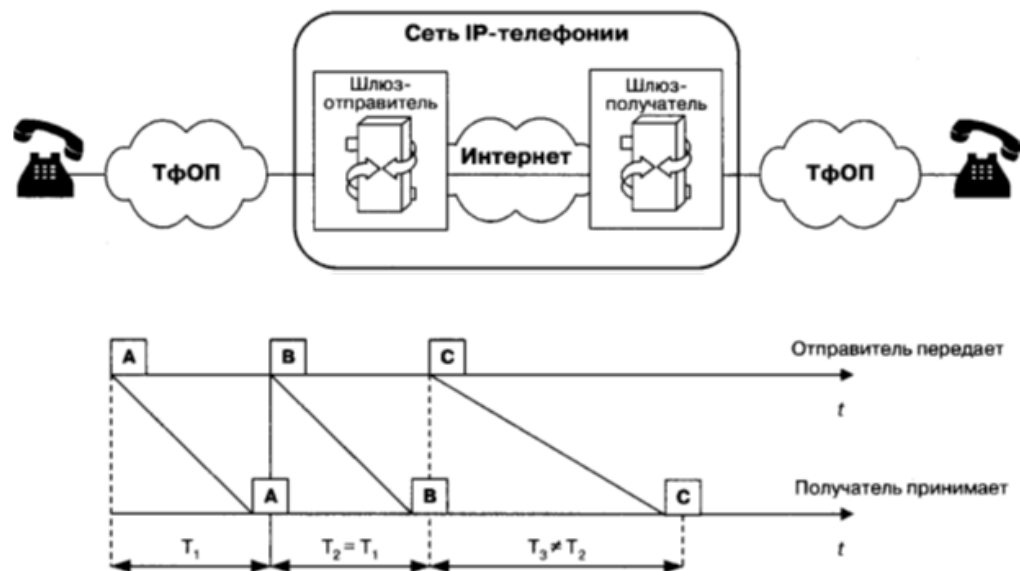 Сеть IP-телефонии
Шлюз-
отправитель
Шлюз-
получатель
ТфОП
Интернет
ТфОП
A
B
C
Отправитель передает
t
A
B
C
Получатель принимает
T₁
T₂ = T₁
T₃ ≠ T₂
t